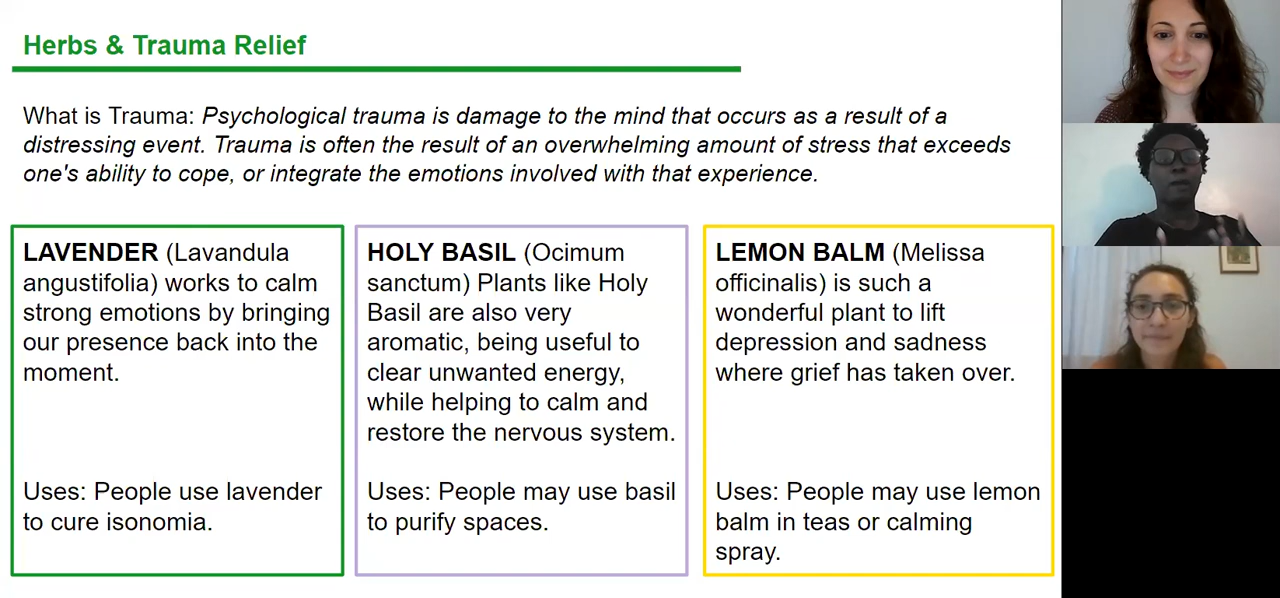 Herbs & Trauma Relief
What is Trauma: Psychological trauma is damage to the mind that occurs as a result of a
distressing event. Trauma is often the result of an overwhelming amount of stress that exceeds
one's ability to cope, or integrate the emotions involved with that experience.
LAVENDER (Lavandula
angustifolia) works to calm
strong emotions by bringing
our presence back into the
moment.
Uses: People use lavender
to cure isonomia.
HOLY BASIL (Ocimum
sanctum) Plants like Holy
Basil are also very
aromatic, being useful to
clear unwanted energy,
while helping to calm and
restore the nervous system.
Uses: People may use basil
to purify spaces.
LEMON BALM (Melissa
officinalis) is such a
wonderful plant to lift
depression and sadness
where grief has taken over.
Uses: People may use lemon
balm in teas or calming
spray.